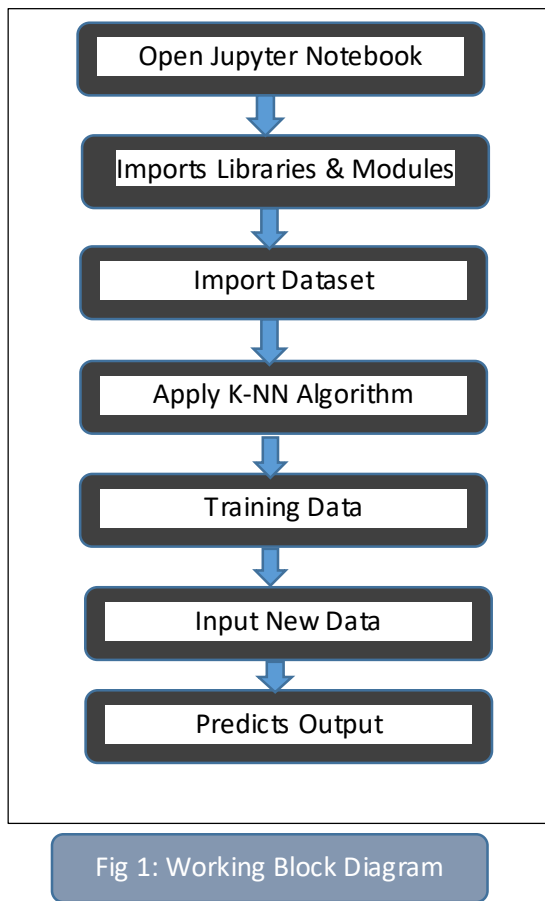 Open Jupyter Notebook
Imports Libraries & Modules
Import Dataset
Apply K-NN Algorithm
Training Data
Input New Data
Predicts Output
Fig 1: Working Block Diagram